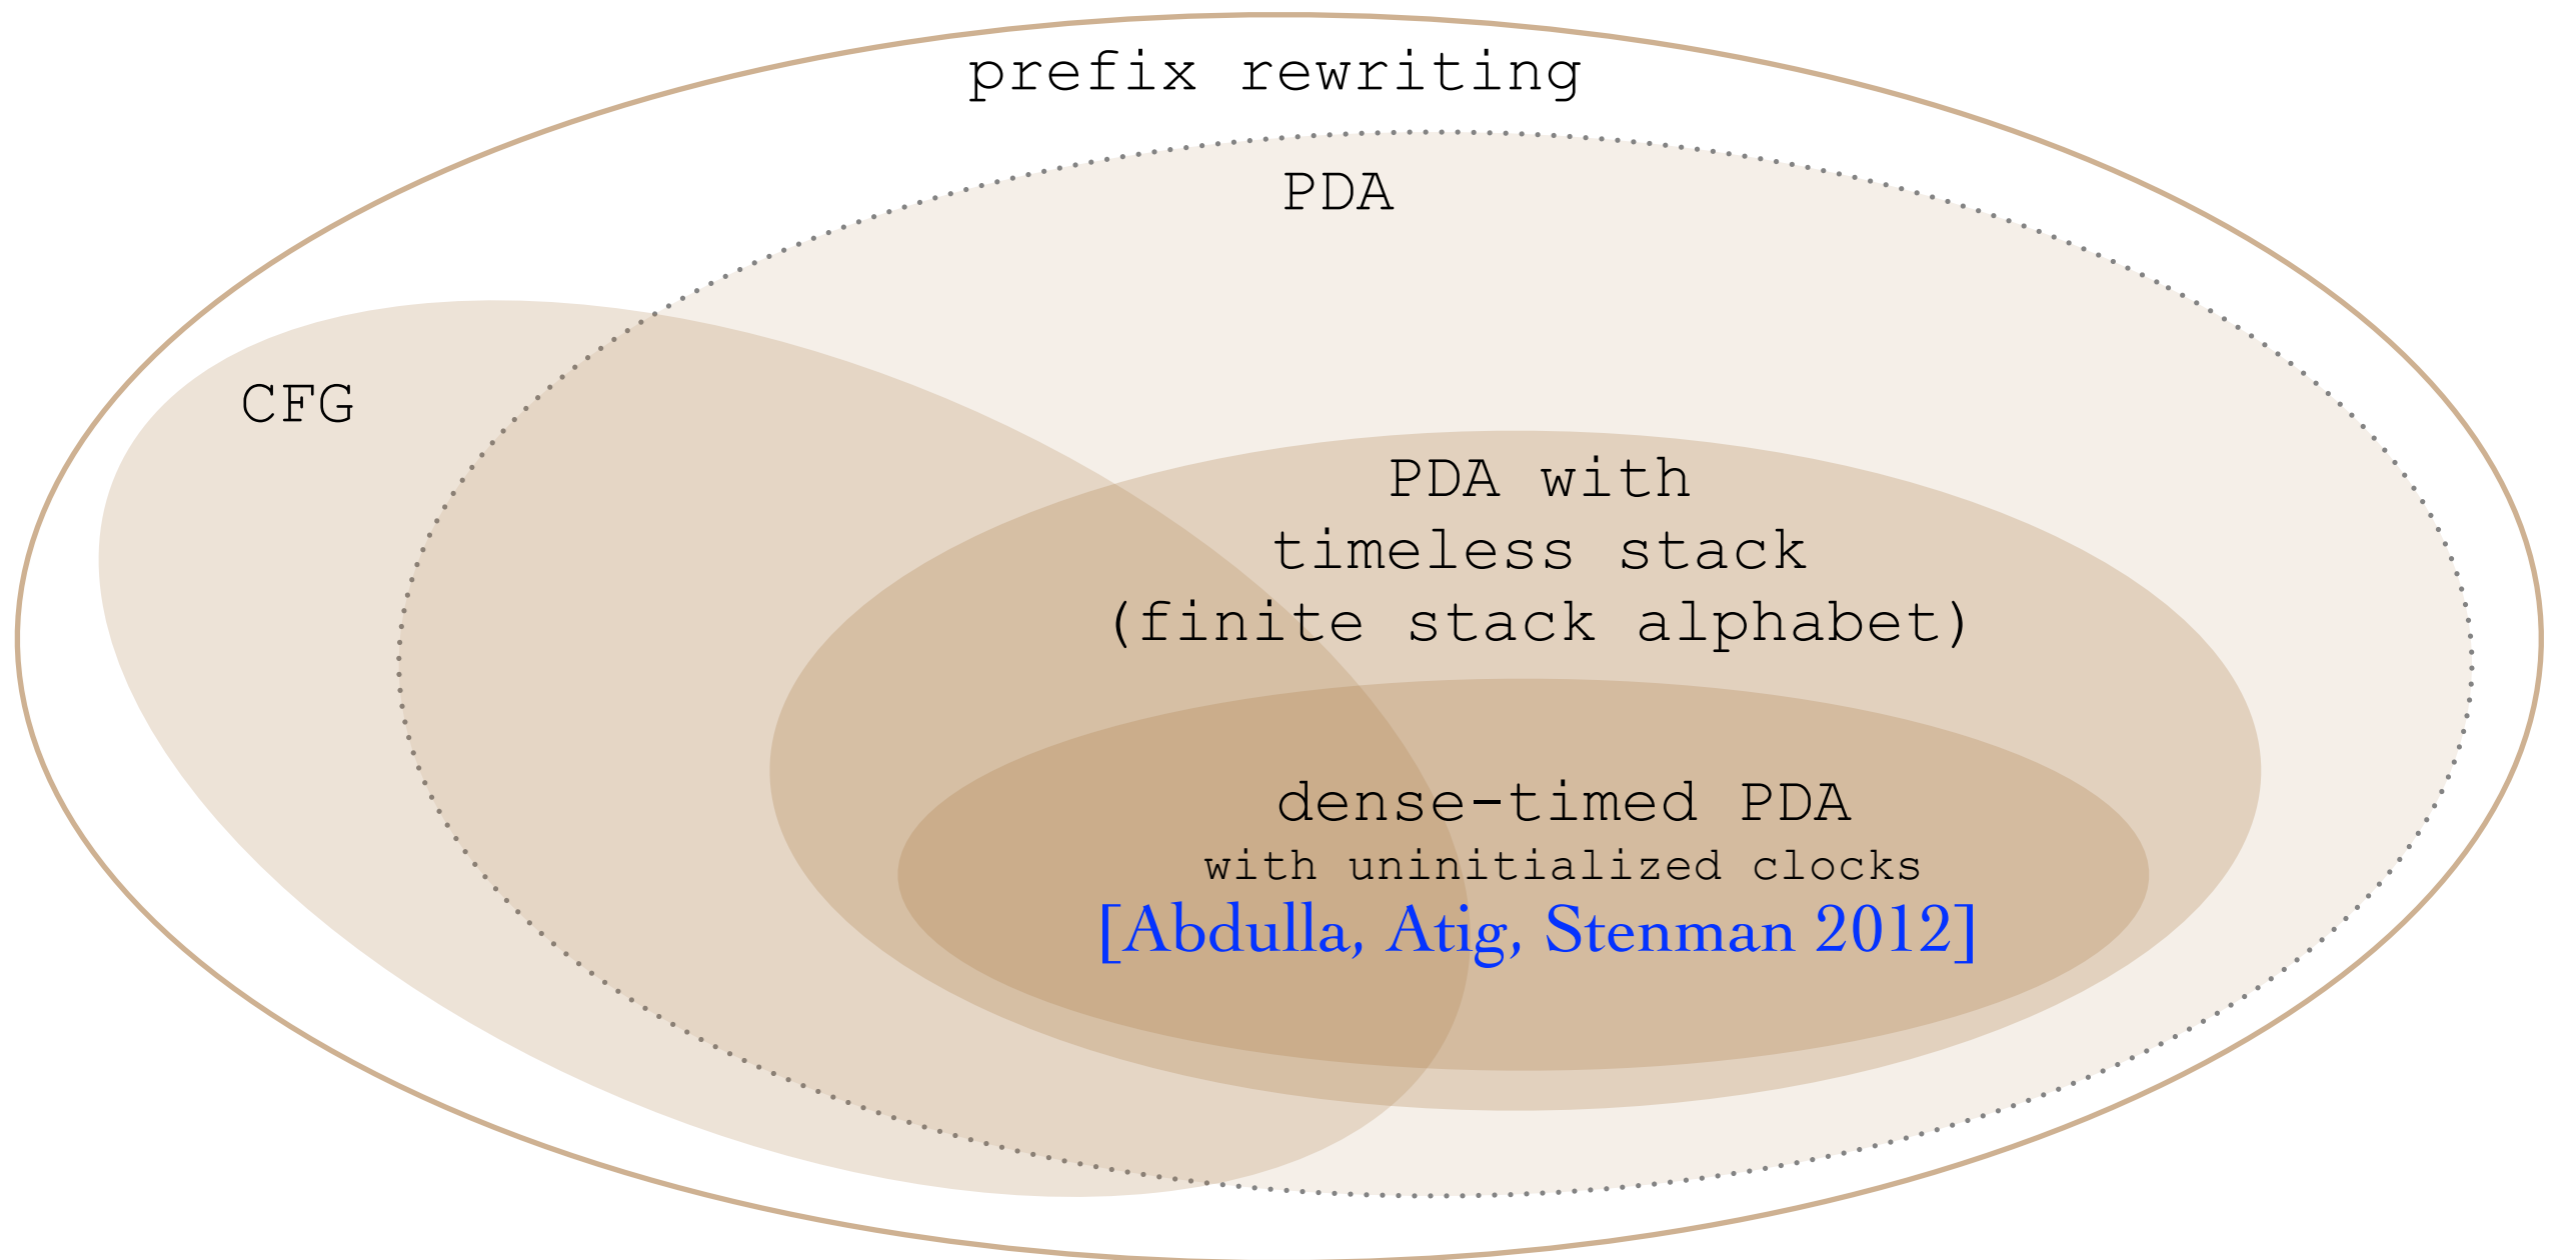 prefix rewriting
PDA
CFG
PDA with
timeless stack
(finite stack alphabet)
dense-timed PDA
with uninitialized clocks
[Abdulla, Atig, Stenman 2012]